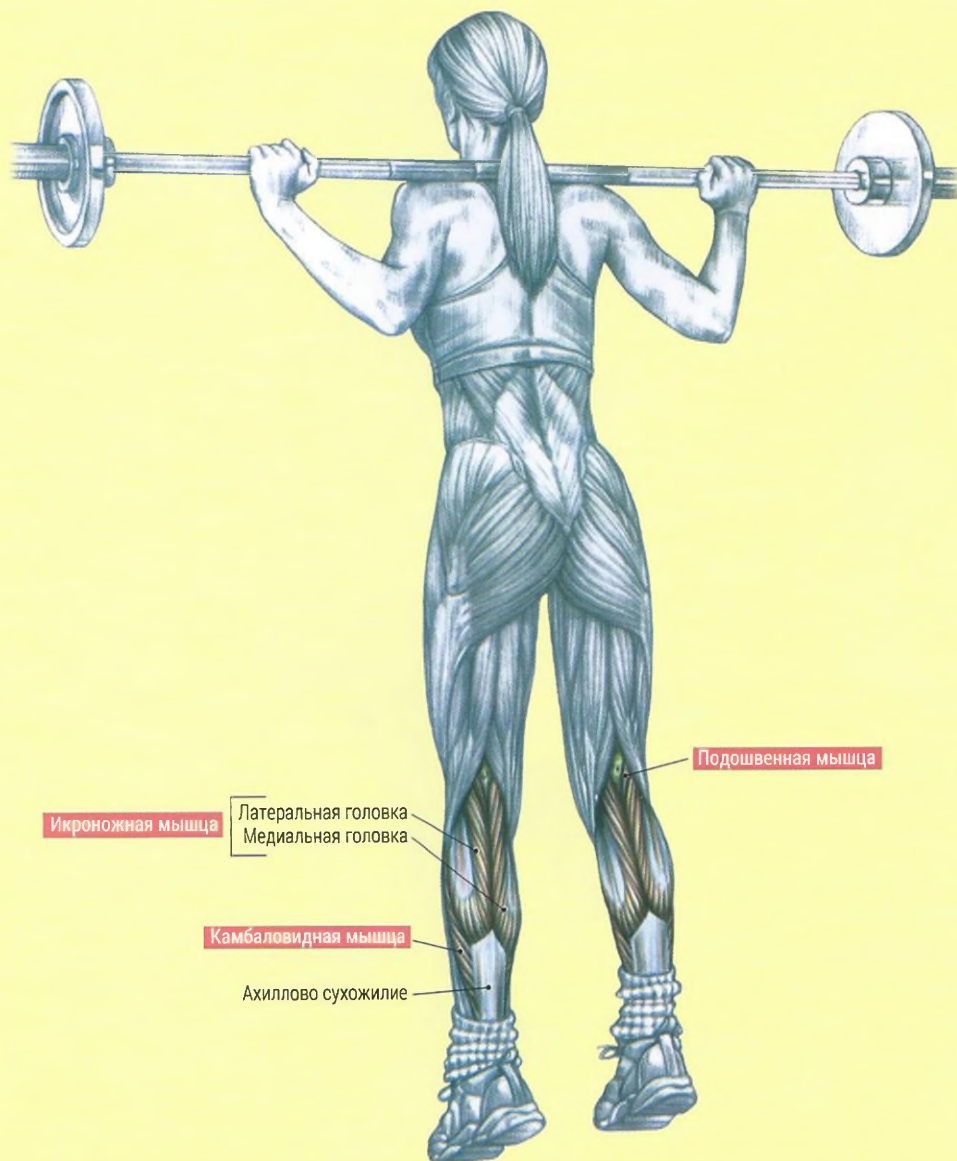 Подошвенная мышца
Икроножная мышца
Латеральная головка
Медиальная головка
Камбаловидная мышца
Ахиллово сухожилие